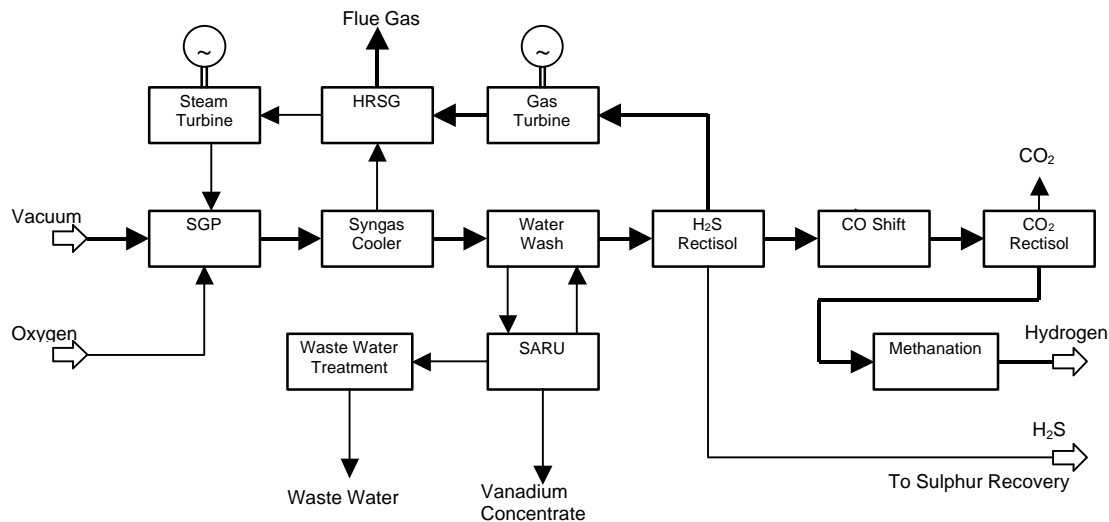 Flue Gas
~
~
Steam
Turbine
HRSG
Gas
Turbine
CO₂
Vacuum
SGP
Syngas
Cooler
Water
Wash
H₂S
Rectisol
CO Shift
CO₂
Rectisol
Oxygen
Waste Water
Treatment
SARU
Methanation
Hydrogen
H₂S
To Sulphur Recovery
Waste Water
Vanadium
Concentrate